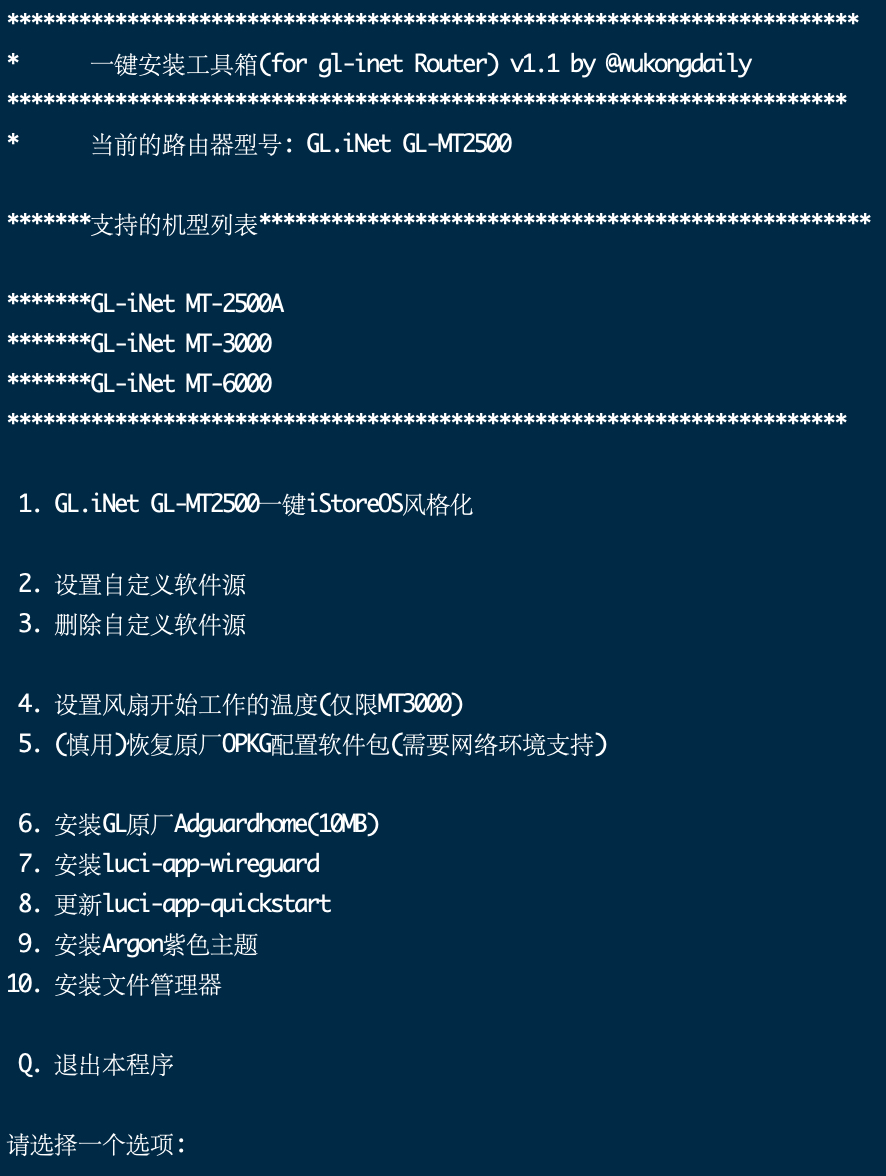 ***********************************************************************
*      一键安装工具箱(for gl-inet Router) v1.1 by @wukongdaily
**********************************************************************
*      当前的路由器型号: GL.iNet GL-MT2500
*******支持的机型列表***************************************************
*******GL-iNet MT-2500A
*******GL-iNet MT-3000
*******GL-iNet MT-6000
**********************************************************************
1. GL.iNet GL-MT2500一键iStoreOS风格化
2. 设置自定义软件源
3. 删除自定义软件源
4. 设置风扇开始工作的温度(仅限MT3000)
5. (慎用)恢复原厂OPKG配置软件包(需要网络环境支持)
6. 安装GL原厂Adguardhome(10MB)
7. 安装luci-app-wireguard
8. 更新luci-app-quickstart
9. 安装Argon紫色主题
10. 安装文件管理器
Q. 退出本程序
请选择一个选项: